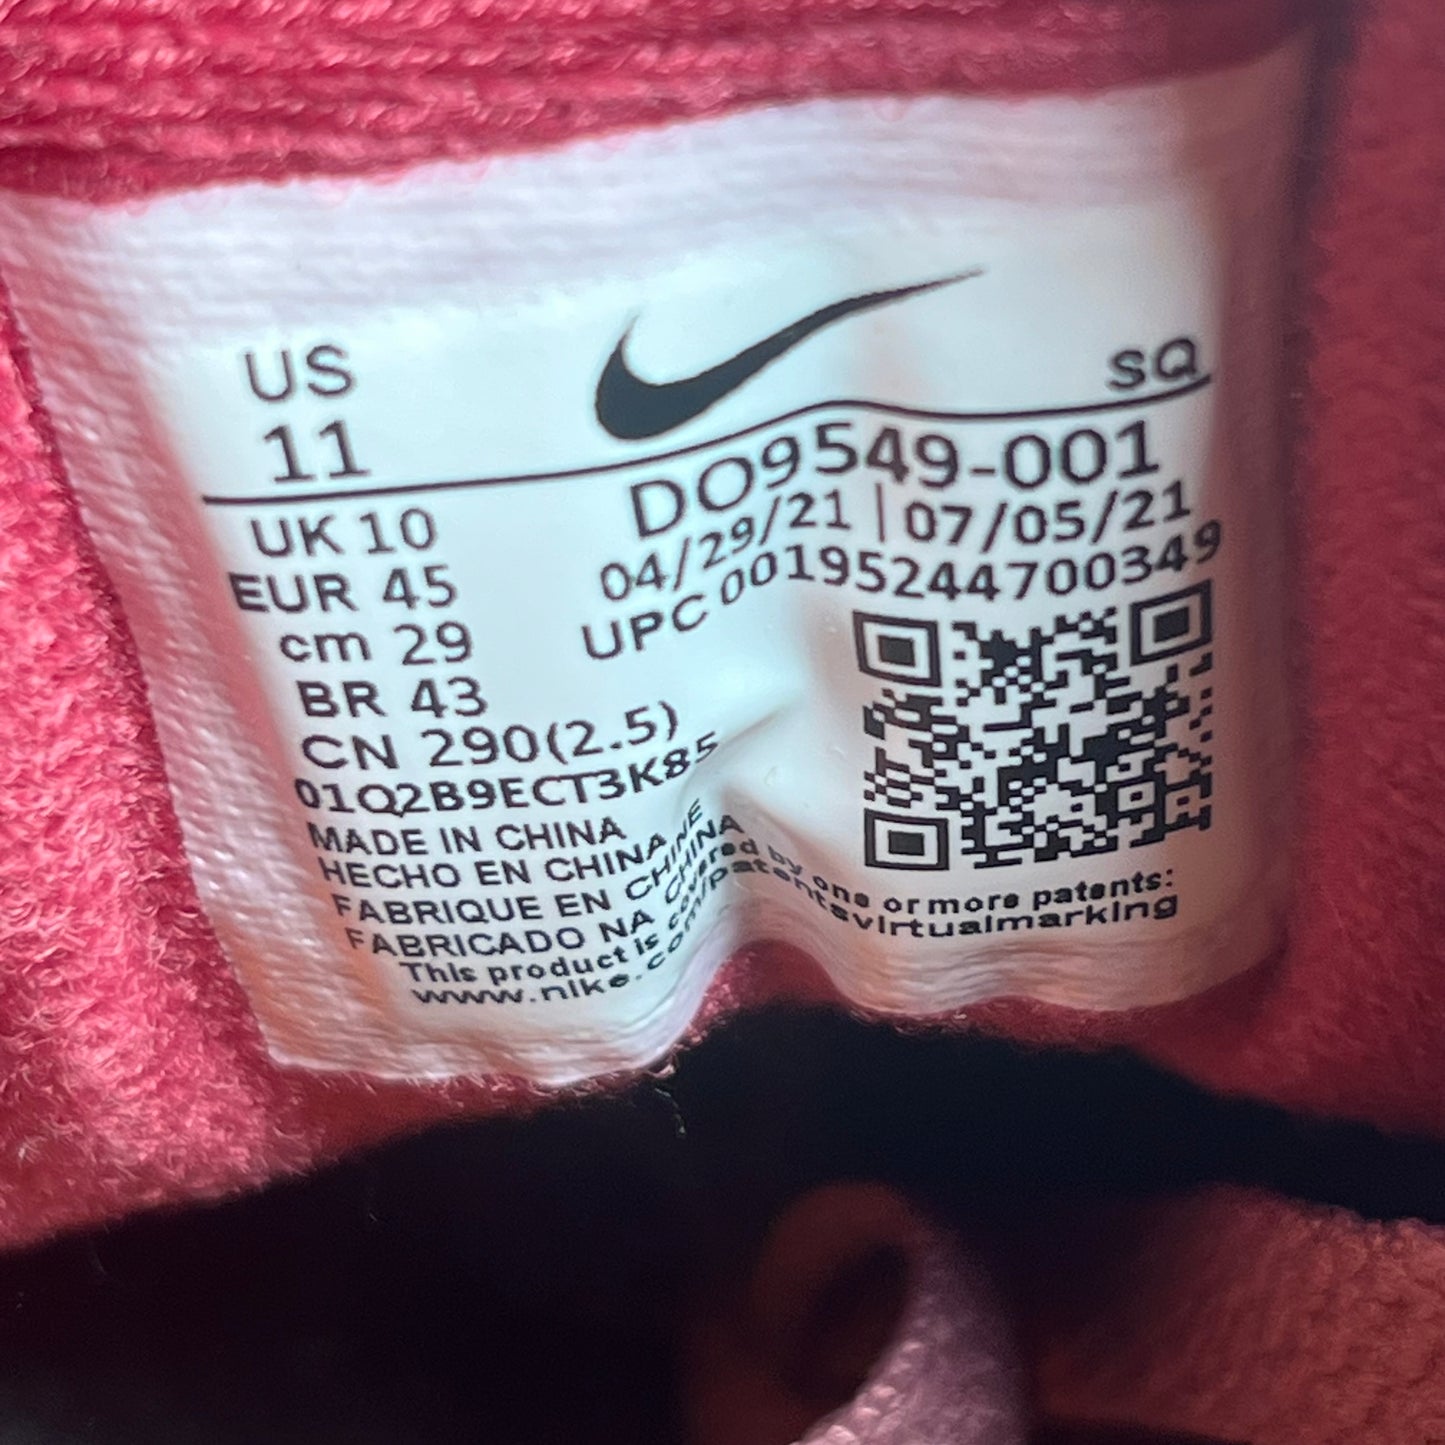 US
11
SQ
UK 10
EUR 45
cm 29
BR 43
CN 290(2.5)
01Q2B9ECT3K85
DO9549-001
04/29/21 | 07/05/21
UPC 00195244700349
MADE IN CHINA
HECHO EN CHINA
FABRIQUE EN CHINE
FABRICADO NA CHINA
This product is covered by one or more patents:
www.nike.com/patentsvirtualmarking